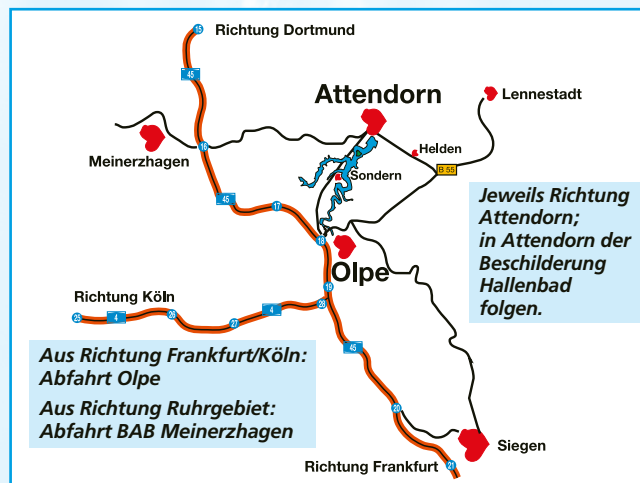 15
Richtung Dortmund
45
Attendorn
Lennestadt
Helden
Meinerzhagen
16
Sondern
B 55
45
17
Jeweils Richtung
Attendorn;
in Attendorn der
Beschilderung
Hallenbad
folgen.
18
Olpe
19
Richtung Köln
4
28
25
4
26
27
45
Aus Richtung Frankfurt/Köln:
Abfahrt Olpe
Aus Richtung Ruhrgebiet:
Abfahrt BAB Meinerzhagen
20
Siegen
Richtung Frankfurt
21